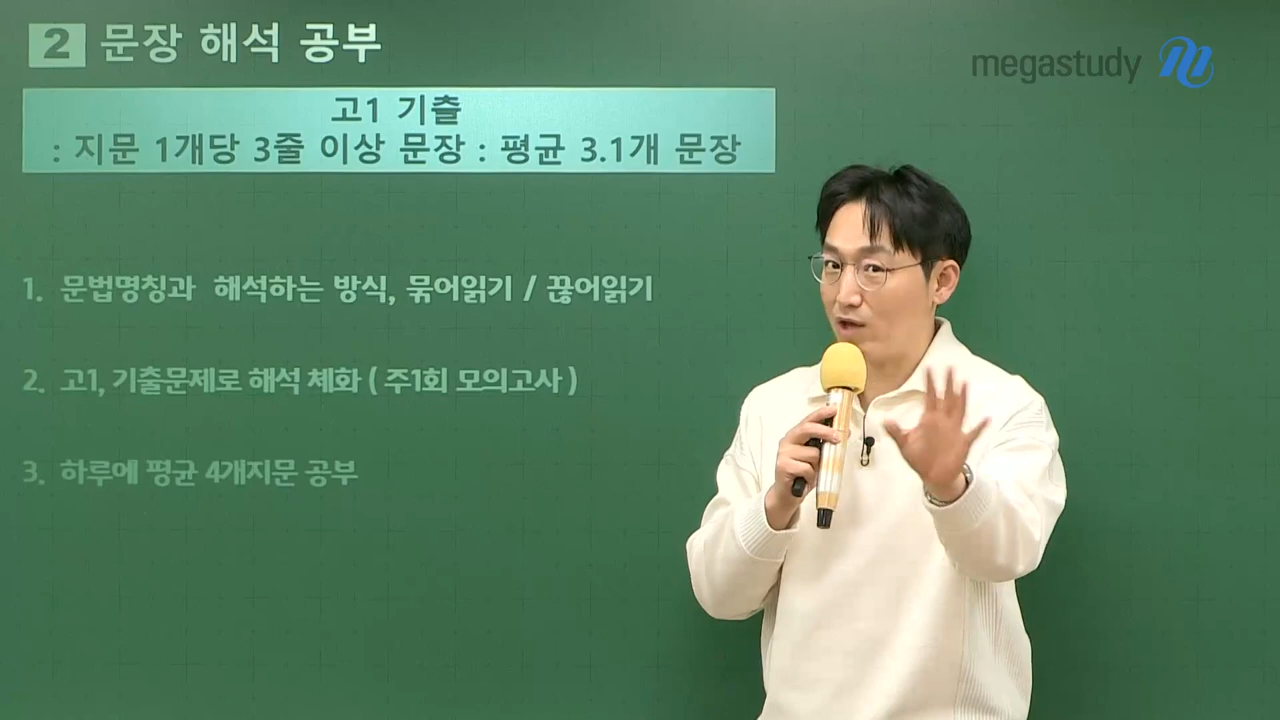 2 문장 해석 공부
megastudy
고1 기출
: 지문 1개당 3줄 이상 문장 : 평균 3.1개 문장
1. 문법명칭과 해석하는 방식, 묶어읽기 / 끊어읽기
2. 고1, 기출문제로 해석 체화 ( 주1회 모의고사 )
3. 하루에 평균 4개지문 공부